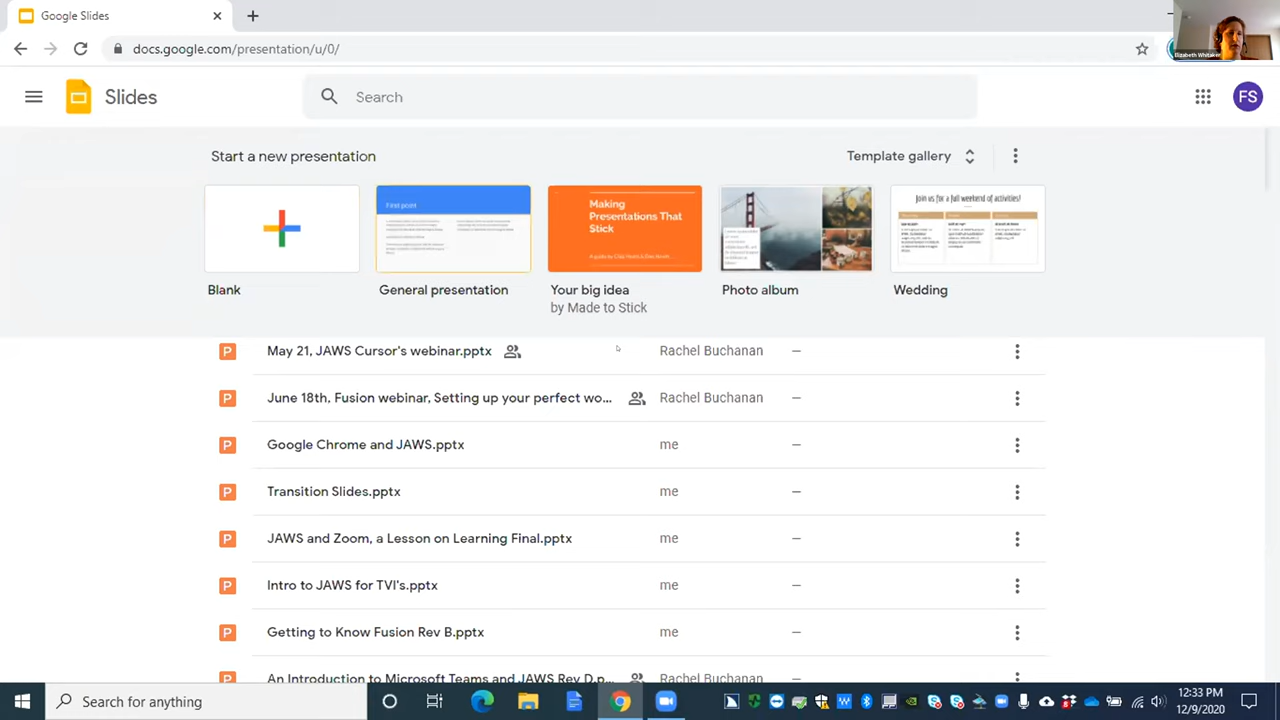 Google Slides
docs.google.com/presentation/u/0/
Elizabeth Whitaker
Slides
Search
FS
Start a new presentation
Template gallery
First point
Making
Presentations That
Stick
Join us for a full weekend of activities!
Blank
General presentation
Your big idea
by Made to Stick
Photo album
Wedding
May 21, JAWS Cursor's webinar.pptx Rachel Buchanan –
June 18th, Fusion webinar, Setting up your perfect wo... Rachel Buchanan –
Google Chrome and JAWS.pptx me –
Transition Slides.pptx me –
JAWS and Zoom, a Lesson on Learning Final.pptx me –
Intro to JAWS for TVI's.pptx me –
Getting to Know Fusion Rev B.pptx me –
An Introduction to Microsoft Teams and JAWS Rev D.p...
Search for anything
12:33 PM
12/9/2020